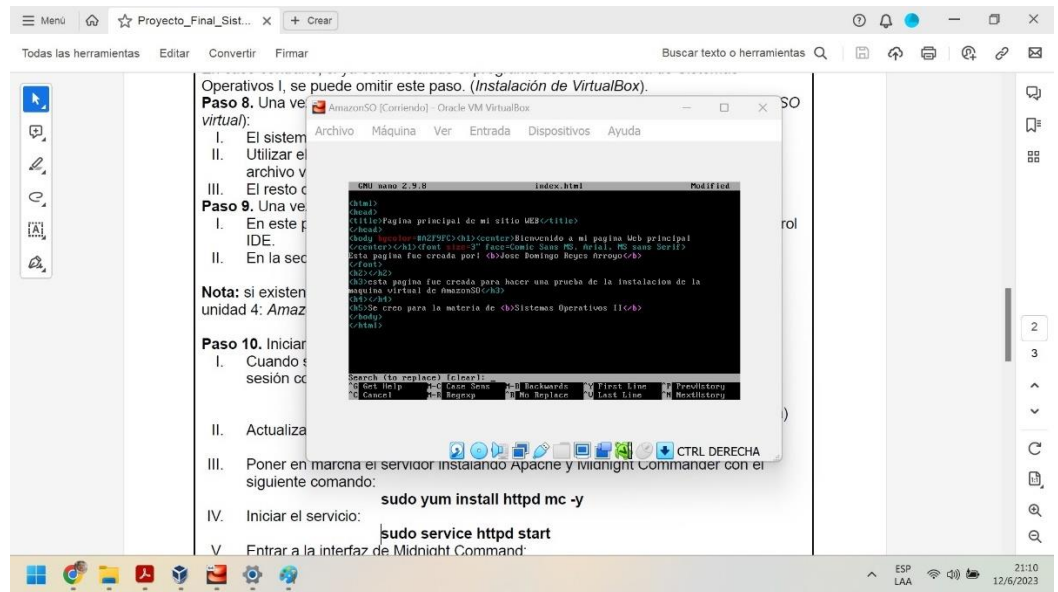 Menú
Proyecto_Final_Sist...
Crear
Todas las herramientas Editar Convertir Firmar
Buscar texto o herramientas
Operativos I, se puede omitir este paso. (Instalación de VirtualBox).
Paso 8. Una ve
SO
virtual):
I. El sistem
II. Utilizar el
archivo v
III. El resto d
Paso 9. Una ve
I. En este p
rol
IDE.
II. En la sec
Nota: si existen
unidad 4: Amaz
Paso 10. Iniciar
I. Cuando s
sesión co
)
II. Actualiza
III. Poner en marcha el servidor instalando Apache y Midnight Commander con el
siguiente comando:
sudo yum install httpd mc -y
IV. Iniciar el servicio:
sudo service httpd start
V. Entrar a la interfaz de Midnight Command:
AmazonSO [Corriendo] - Oracle VM VirtualBox
Archivo Máquina Ver Entrada Dispositivos Ayuda
GNU nano 2.9.8 index.html Modified
<html>
<head>
<title>Pagina principal de mi sitio WEB</title>
</head>
<body bgcolor=#A2F9FC><h1><center>Bienvenido a mi pagina Web principal
</center></h1><font size=3" face=Comic Sans MS, Arial, MS sans Serif>
Esta pagina fue creada por: <b>Jose Domingo Reyes Arroyo</b>
</font>
<h2></h2>
<h3>esta pagina fue creada para hacer una prueba de la instalacion de la
maquina virtual de AmazonSO</h3>
<h4></h4>
<h5>Se creo para la materia de <b>Sistemas Operativos II</b>
</body>
</html>
Search (to replace) [clear]:
^G Get Help M-C Case Sens M-B Backwards ^Y First Line ^P PrevHstory
^C Cancel M-R Regexp ^R No Replace ^V Last Line ^N NextHstory
CTRL DERECHA
2
3
ESP
LAA
21:10
12/6/2023